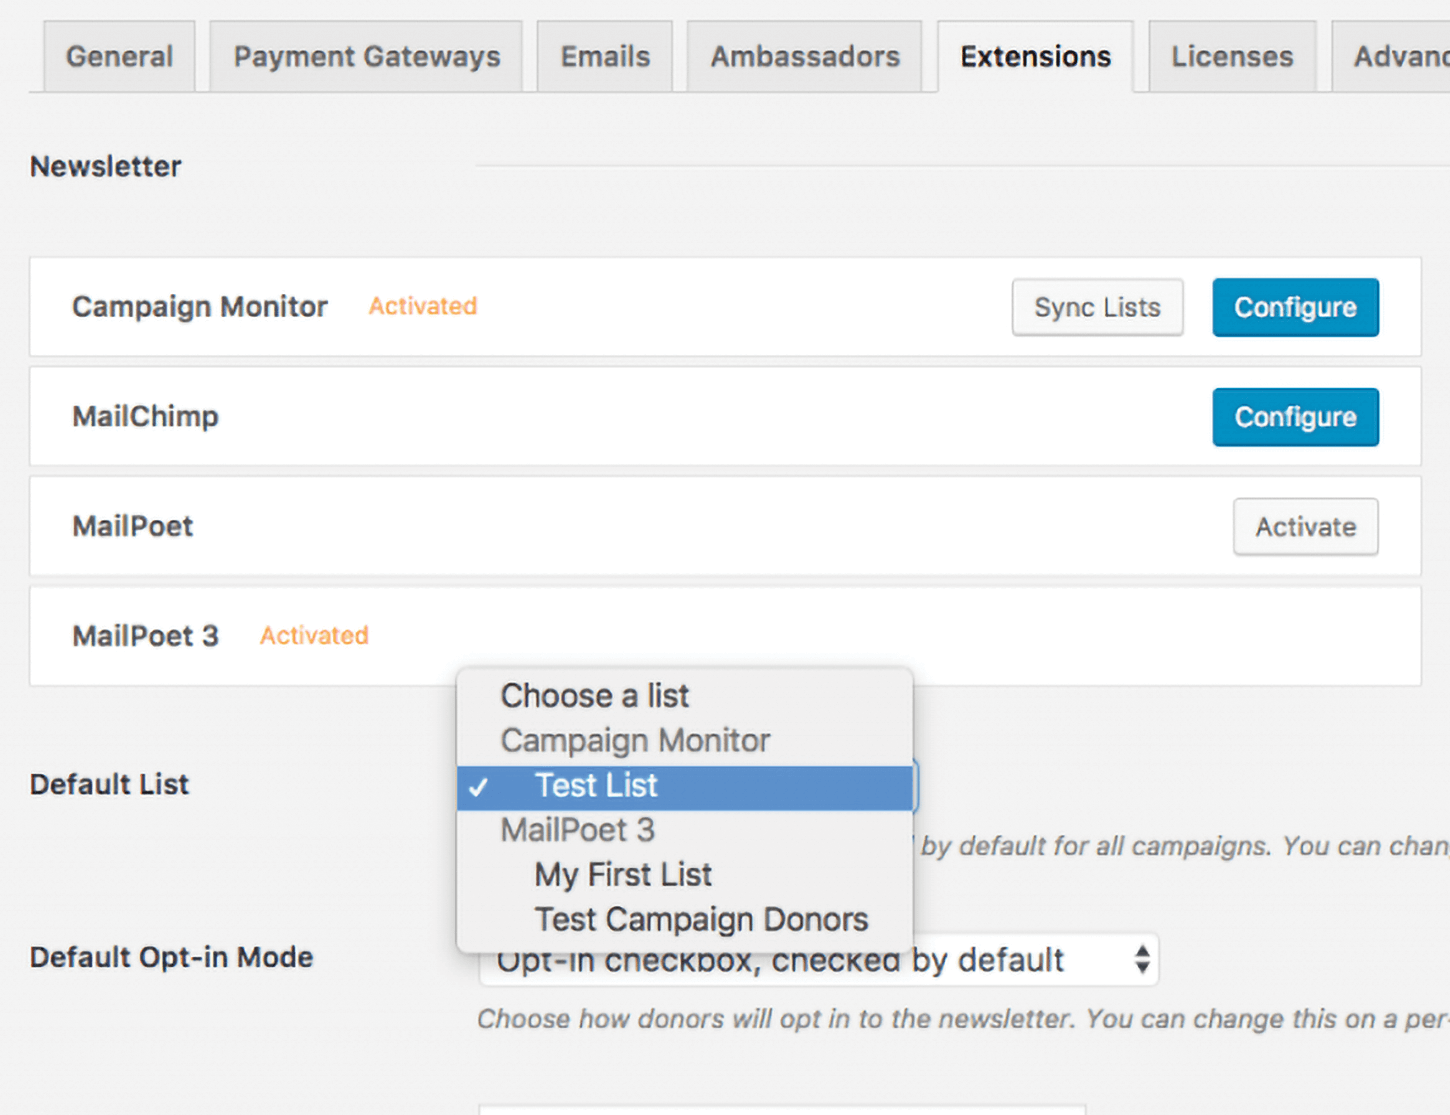 General Payment Gateways Emails Ambassadors Extensions Licenses
Newsletter
Campaign Monitor Activated Sync Lists Configure
MailChimp Configure
MailPoet Activate
MailPoet 3 Activated
Choose a list
Campaign Monitor
Default List ✓ Test List
MailPoet 3
by default for all campaigns. You can
My First List
Test Campaign Donors
Default Opt-in Mode Opt-in checkbox, checked by default
Choose how donors will opt in to the newsletter. You can change this on a per-